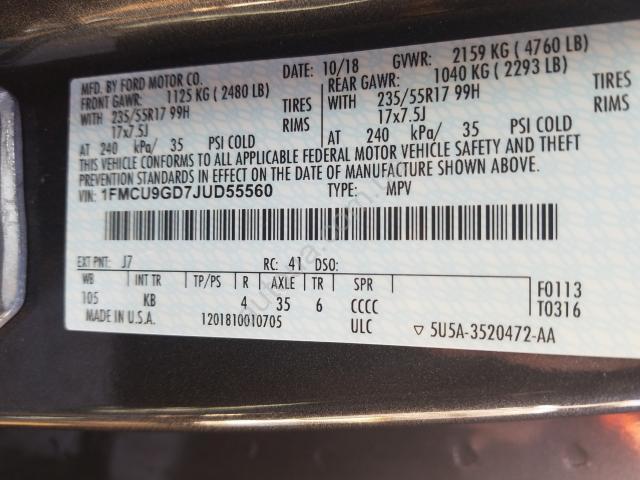 MFD. BY FORD MOTOR CO.
DATE: 10/18 GVWR: 2159 KG ( 4760 LB)
FRONT GAWR: 1125 KG ( 2480 LB) REAR GAWR: 1040 KG ( 2293 LB)
WITH 235/55R17 99H TIRES WITH 235/55R17 99H TIRES
17x7.5J RIMS 17x7.5J RIMS
AT 240 kPa/ 35 PSI COLD AT 240 kPa/ 35 PSI COLD
THIS VEHICLE CONFORMS TO ALL APPLICABLE FEDERAL MOTOR VEHICLE SAFETY AND THEFT
PREVENTION STANDARDS IN EFFECT ON THE DATE OF MANUFACTURE SHOWN ABOVE.
VIN: 1FMCU9GD7JUD55560 TYPE: MPV
EXT PNT: J7 RC: 41 DSO:
WB INT TR TP/PS R AXLE TR SPR F0113
105 KB 4 35 6 CCCC T0316
MADE IN U.S.A. 1201810010705 ULC ▽ 5U5A-3520472-AA